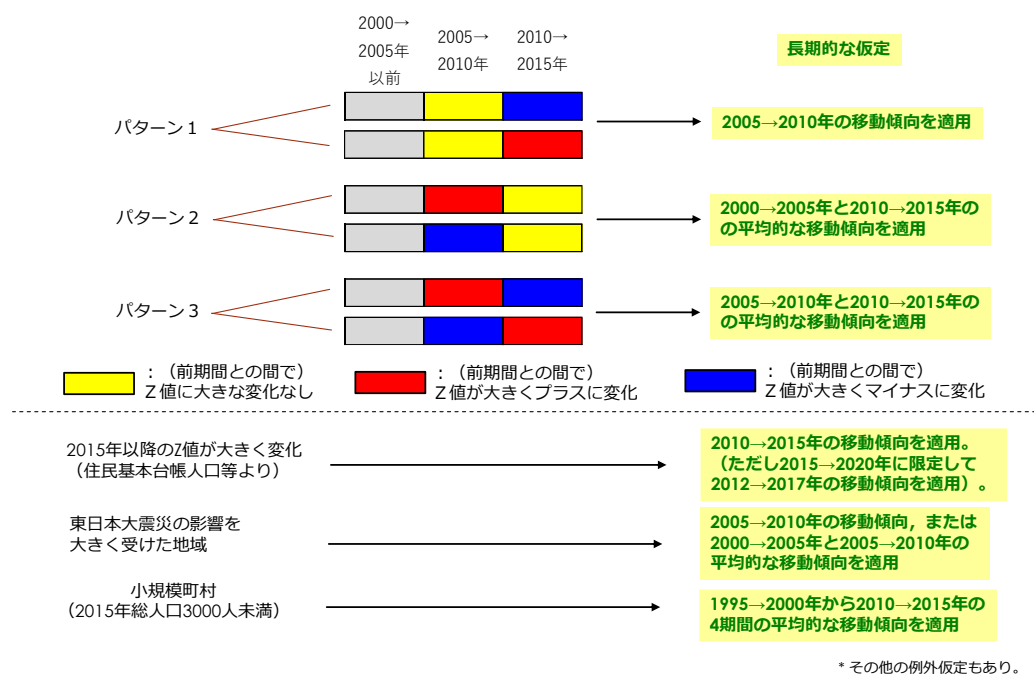 2000→
2005年
以前
2005→
2010年
2010→
2015年
長期的な仮定
パターン１
2005→2010年の移動傾向を適用
パターン２
2000→2005年と2010→2015年の
の平均的な移動傾向を適用
パターン３
2005→2010年と2010→2015年の
の平均的な移動傾向を適用
：（前期間との間で）
Ｚ値に大きな変化なし
：（前期間との間で）
Ｚ値が大きくプラスに変化
：（前期間との間で）
Ｚ値が大きくマイナスに変化
2015年以降のZ値が大きく変化
（住民基本台帳人口等より）
2010→2015年の移動傾向を適用。
（ただし2015→2020年に限定して
2012→2017年の移動傾向を適用）。
東日本大震災の影響を
大きく受けた地域
2005→2010年の移動傾向，または
2000→2005年と2005→2010年の
平均的な移動傾向を適用
小規模町村
（2015年総人口3000人未満）
1995→2000年から2010→2015年の
4期間の平均的な移動傾向を適用
* その他の例外仮定もあり。